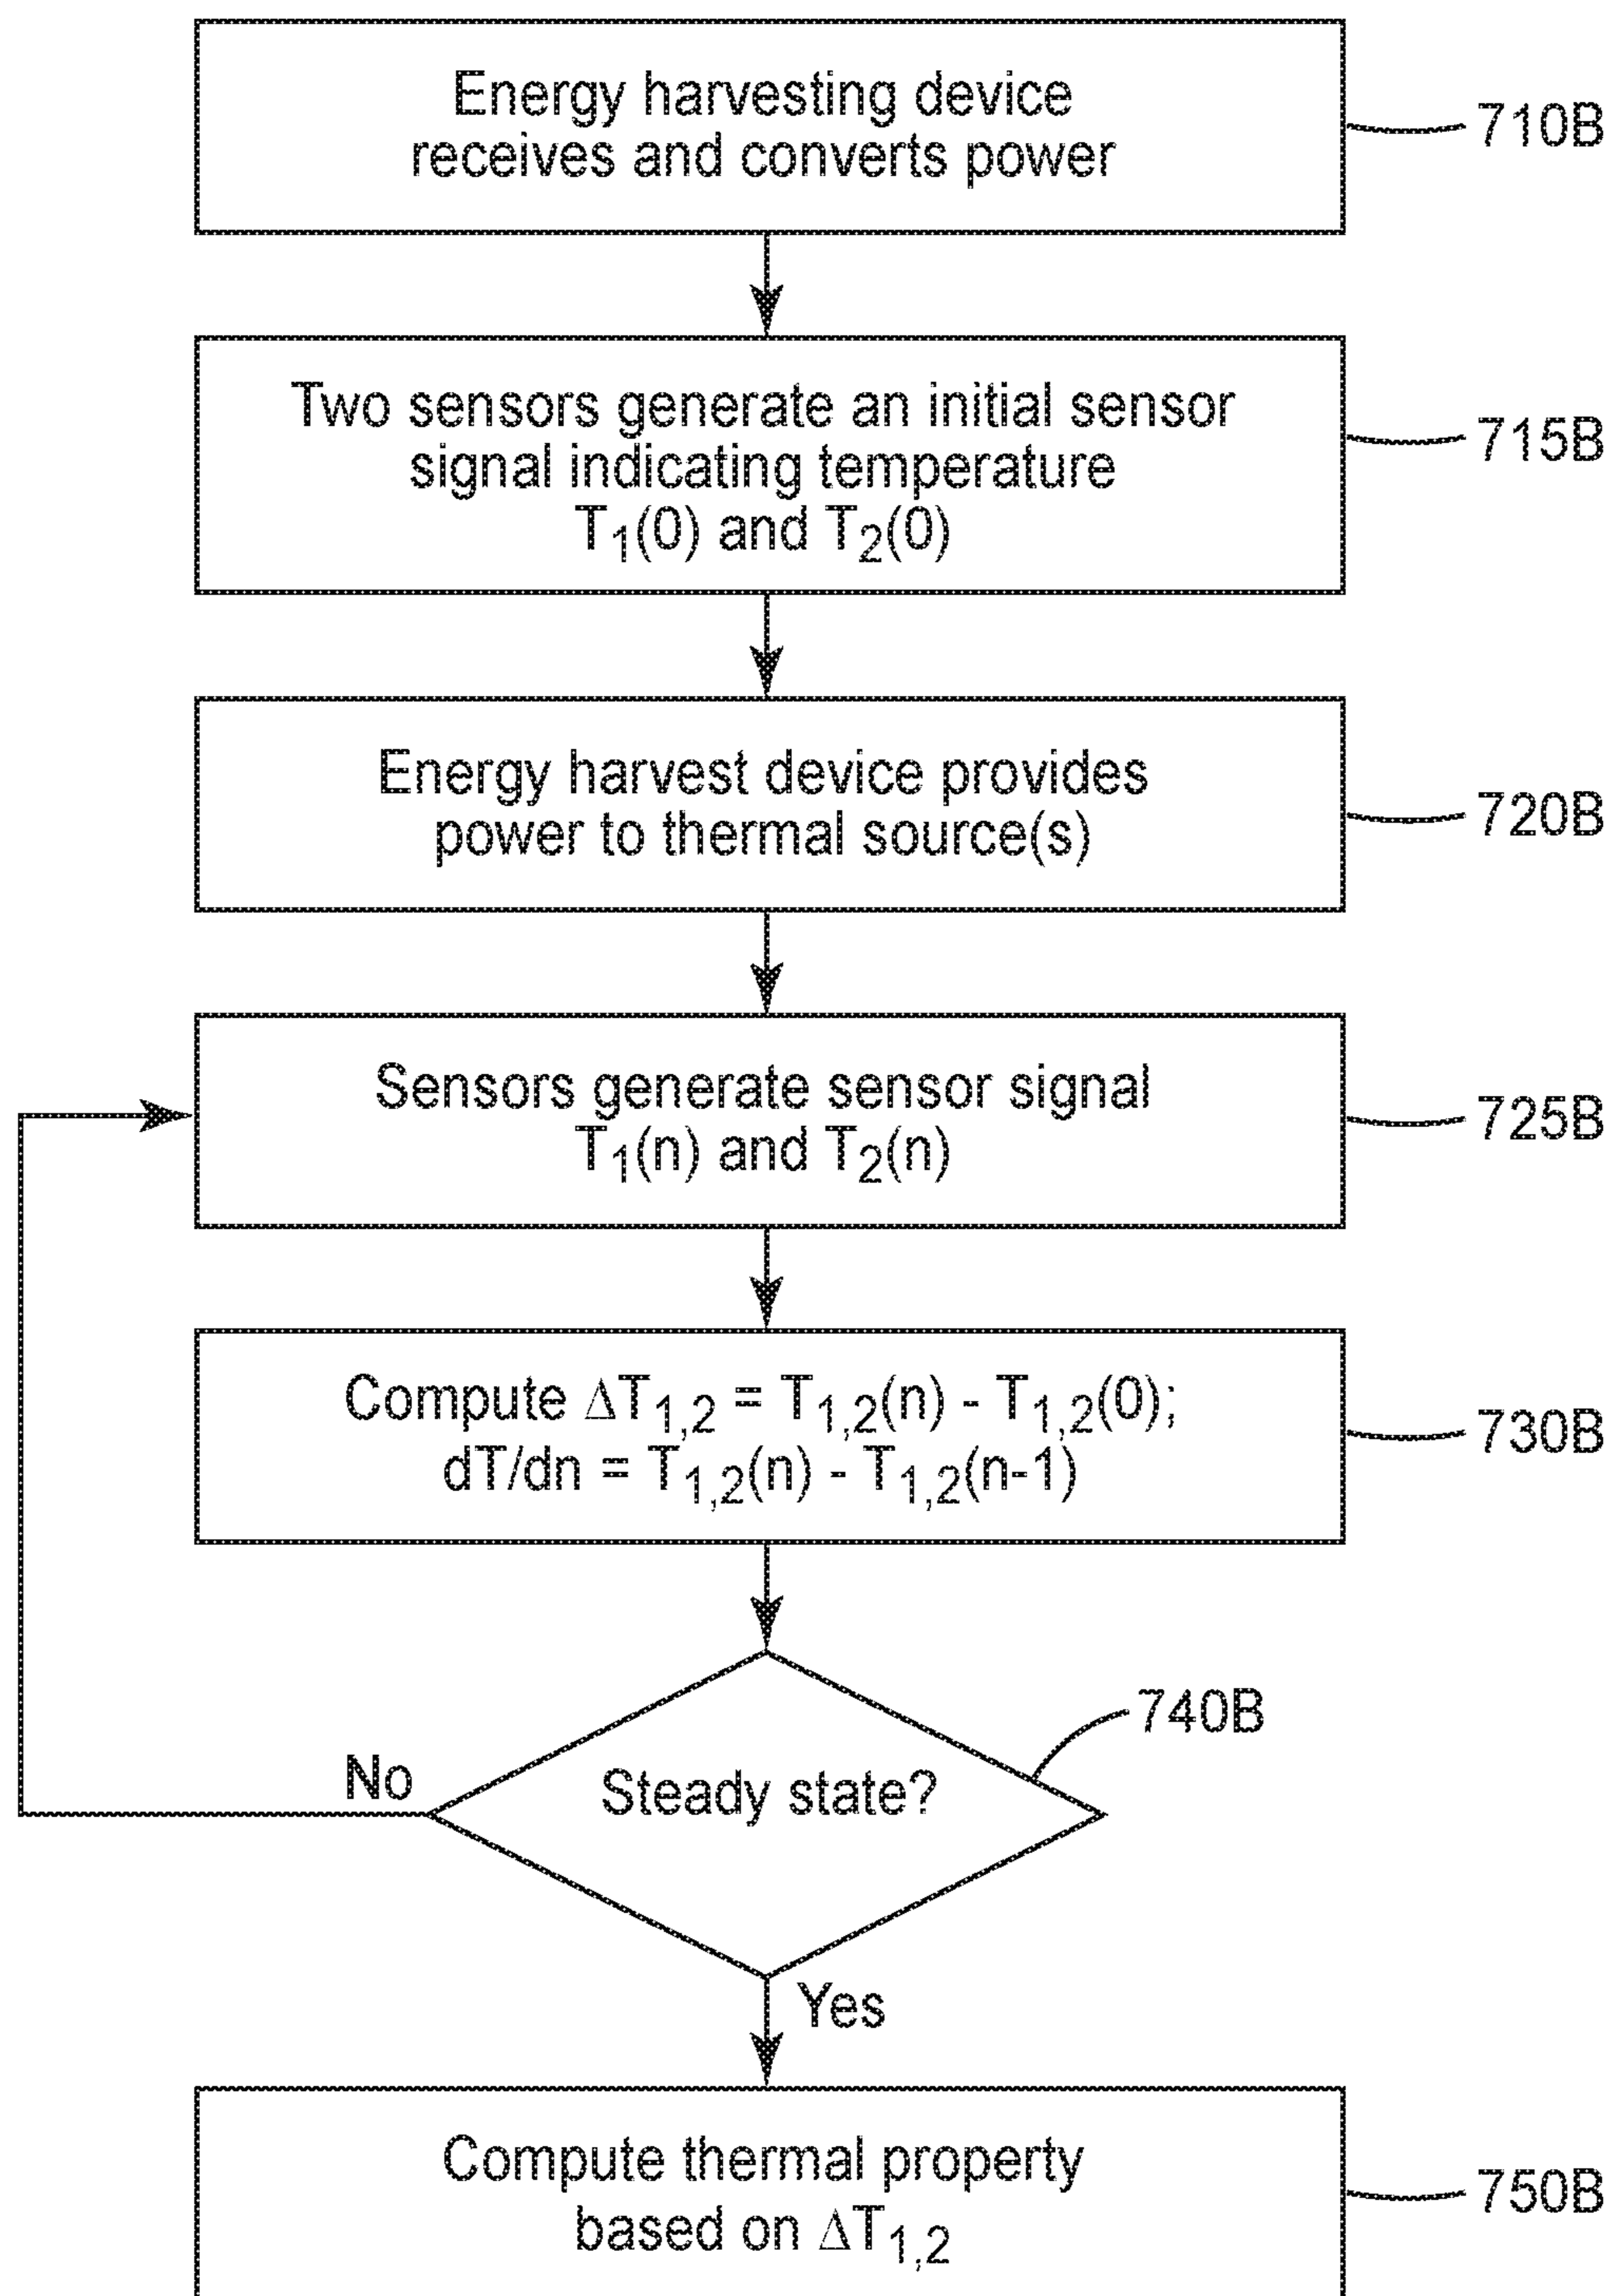 Energy harvesting device
receives and converts power
710B
Two sensors generate an initial sensor
signal indicating temperature
T₁(0) and T₂(0)
715B
Energy harvest device provides
power to thermal source(s)
720B
Sensors generate sensor signal
T₁(n) and T₂(n)
725B
Compute ΔT₁,₂ = T₁,₂(n) - T₁,₂(0);
dT/dn = T₁,₂(n) - T₁,₂(n-1)
730B
740B
No
Steady state?
Yes
Compute thermal property
based on ΔT₁,₂
750B